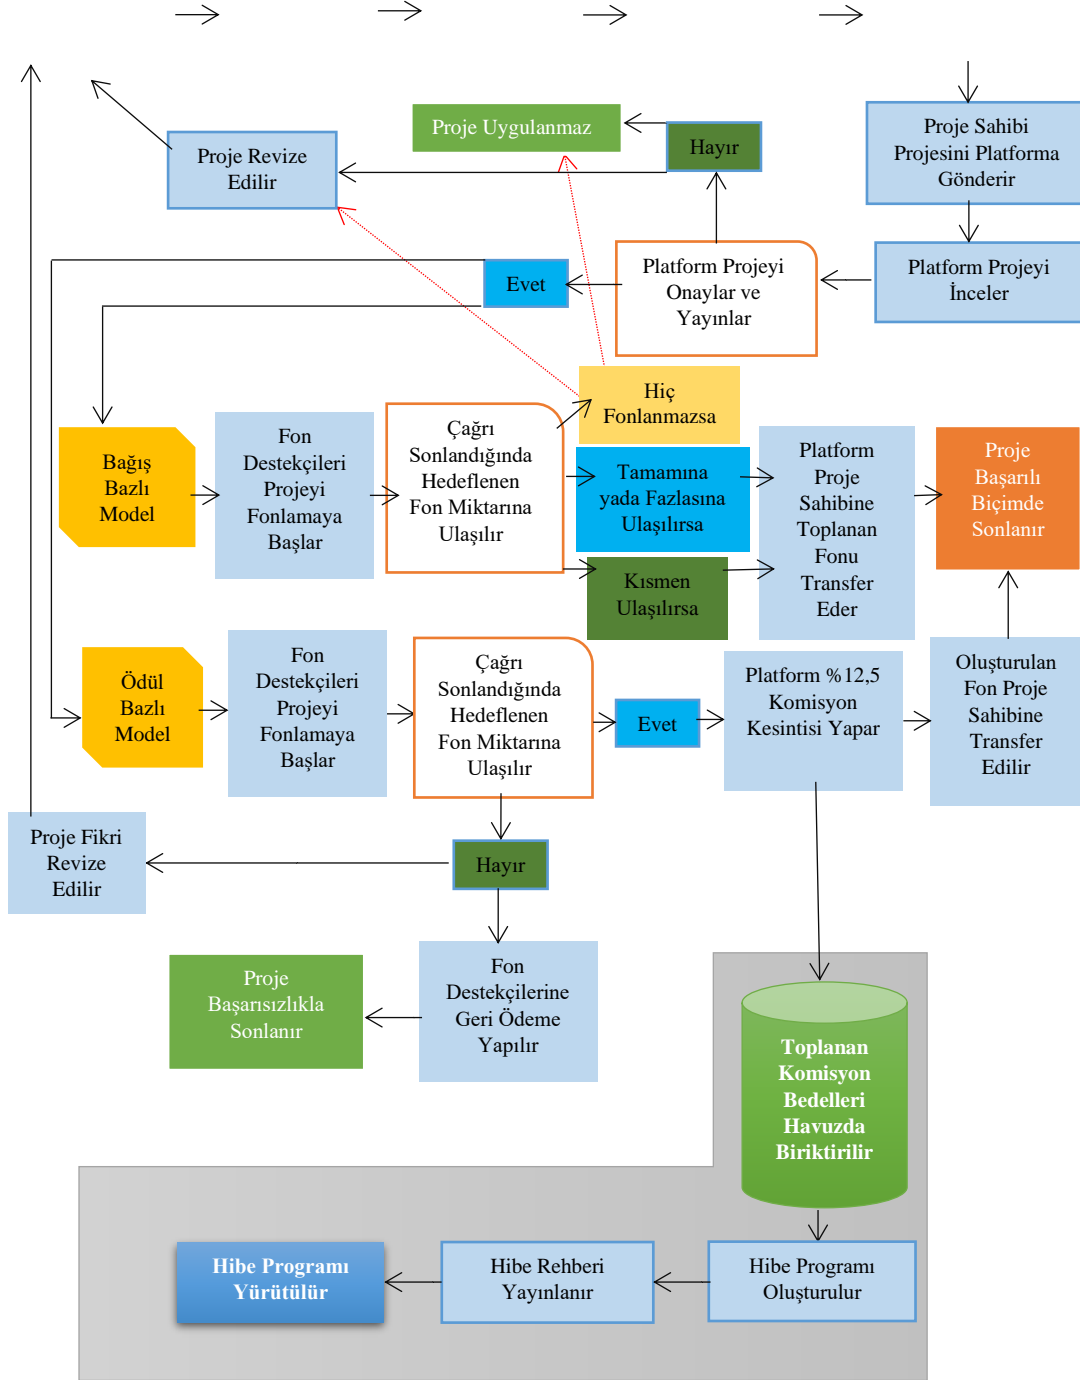 Proje Uygulanmaz
Hayır
Proje Sahibi
Projesini Platforma
Gönderir
Proje Revize
Edilir
Evet
Platform Projeyi
Onaylar ve
Yayınlar
Platform Projeyi
İnceler
Hiç
Fonlanmazsa
Bağış
Bazlı
Model
Fon
Destekçileri
Projeyi
Fonlamaya
Başlar
Çağrı
Sonlandığında
Hedeflenen
Fon Miktarına
Ulaşılır
Tamamına
yada Fazlasına
Ulaşılırsa
Kısmen
Ulaşılırsa
Platform
Proje
Sahibine
Toplanan
Fonu
Transfer
Eder
Proje
Başarılı
Biçimde
Sonlanır
Ödül
Bazlı
Model
Fon
Destekçileri
Projeyi
Fonlamaya
Başlar
Çağrı
Sonlandığında
Hedeflenen
Fon Miktarına
Ulaşılır
Evet
Platform %12,5
Komisyon
Kesintisi Yapar
Oluşturulan
Fon Proje
Sahibine
Transfer
Edilir
Proje Fikri
Revize
Edilir
Hayır
Proje
Başarısızlıkla
Sonlanır
Fon
Destekçilerine
Geri Ödeme
Yapılır
Toplanan
Komisyon
Bedelleri
Havuzda
Biriktirilir
Hibe Programı
Yürütülür
Hibe Rehberi
Yayınlanır
Hibe Programı
Oluşturulur